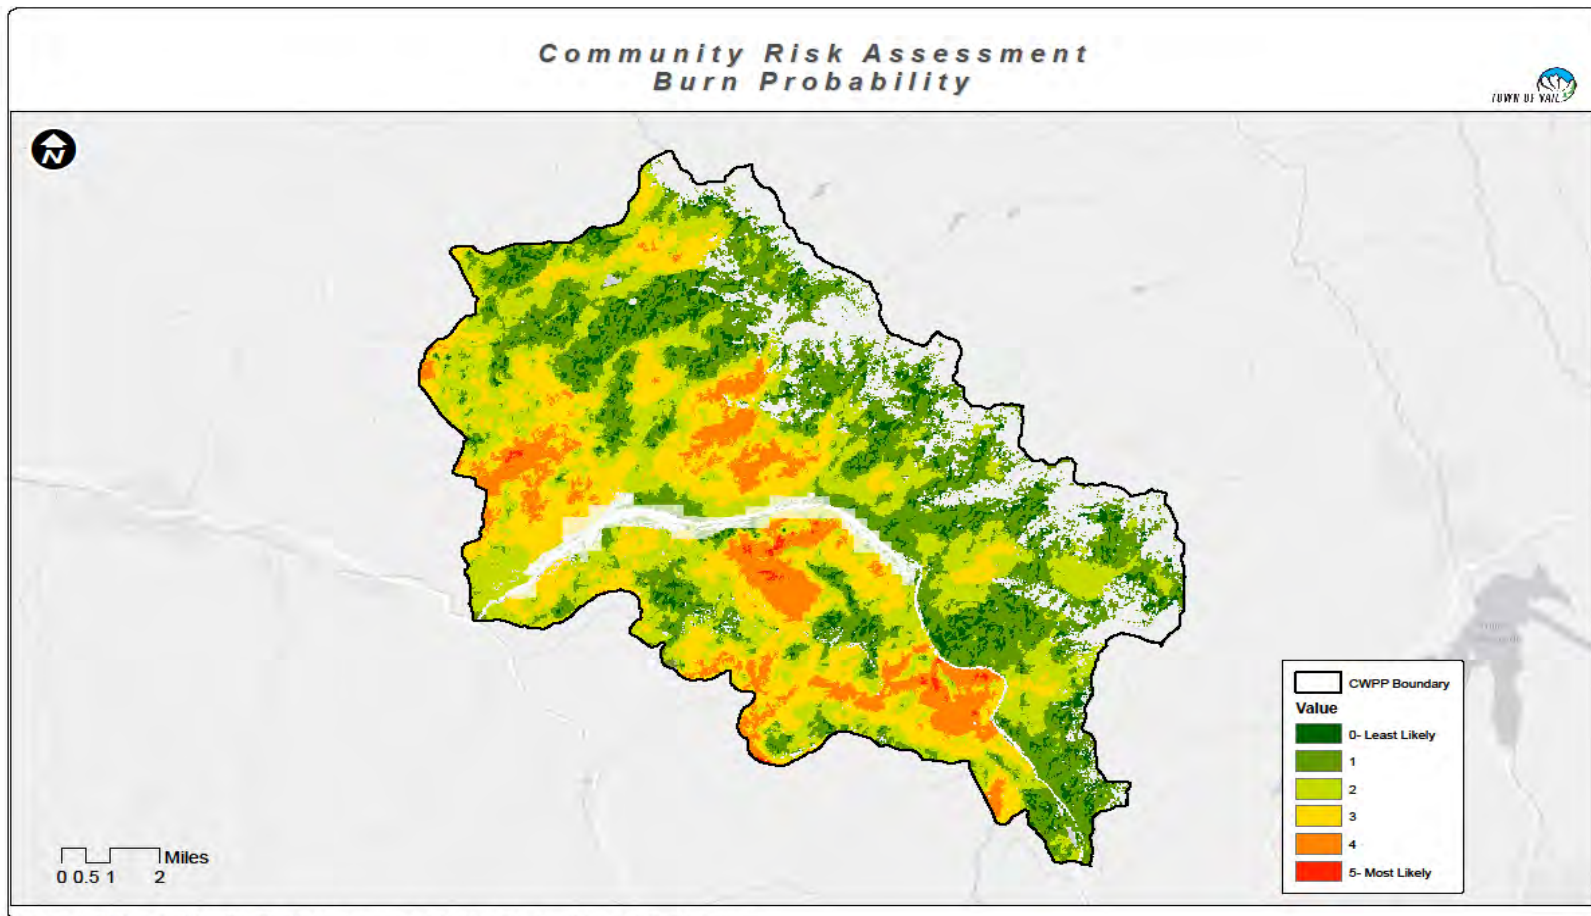 Community Risk Assessment
Burn Probability
TOWN OF VAIL
N
CWPP Boundary
Value
0- Least Likely
1
2
3
4
5- Most Likely
Miles
0 0.5 1 2